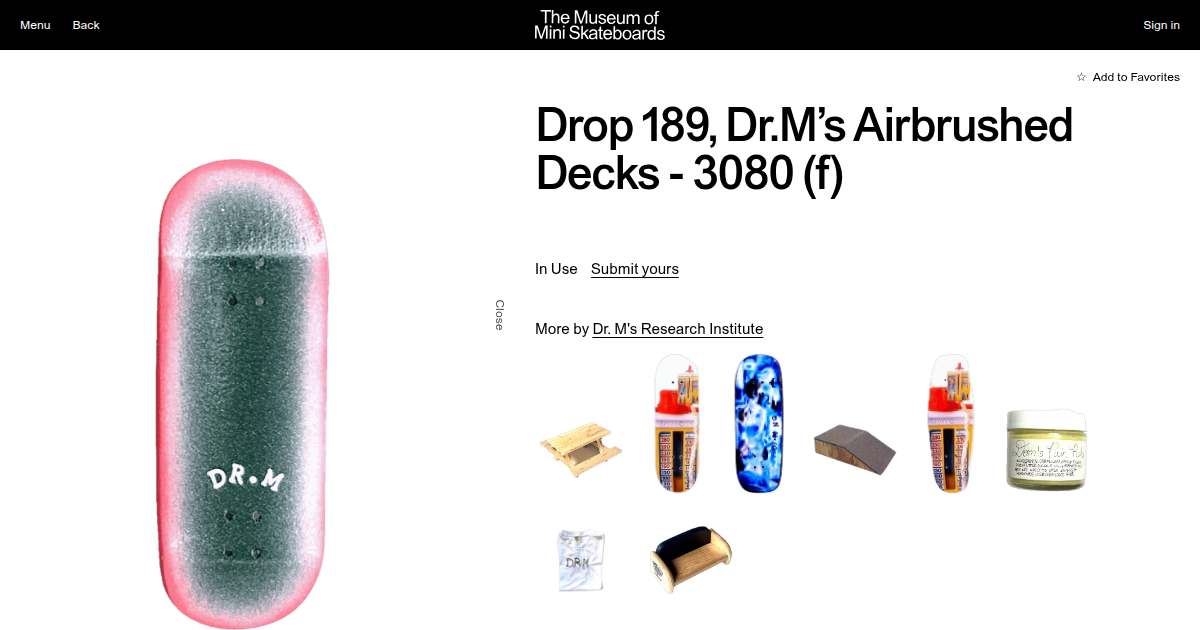 Menu
Back
The Museum of
Mini Skateboards
Sign in
☆ Add to Favorites
Drop 189, Dr.M’s Airbrushed
Decks - 3080 (f)
DR.M
In Use Submit yours
Close
More by Dr. M's Research Institute
DR.M